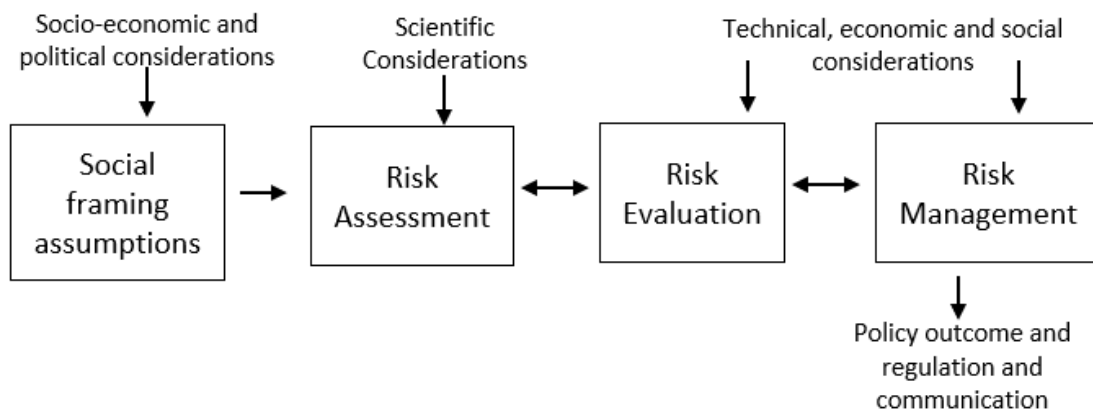 Socio-economic and
political considerations
Scientific
Considerations
Technical, economic and social
considerations
Social
framing
assumptions
Risk
Assessment
Risk
Evaluation
Risk
Management
Policy outcome and
regulation and
communication